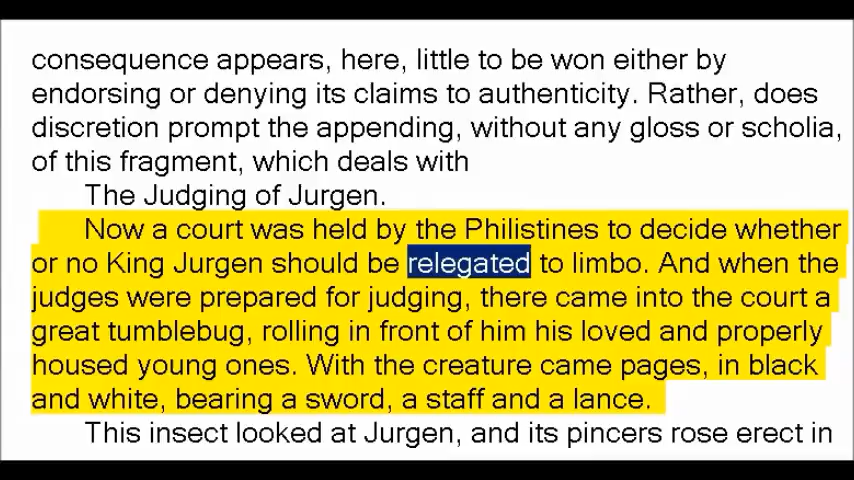 consequence appears, here, little to be won either by
endorsing or denying its claims to authenticity. Rather, does
discretion prompt the appending, without any gloss or scholia,
of this fragment, which deals with
The Judging of Jurgen.
Now a court was held by the Philistines to decide whether
or no King Jurgen should be relegated to limbo. And when the
judges were prepared for judging, there came into the court a
great tumblebug, rolling in front of him his loved and properly
housed young ones. With the creature came pages, in black
and white, bearing a sword, a staff and a lance.
This insect looked at Jurgen, and its pincers rose erect in